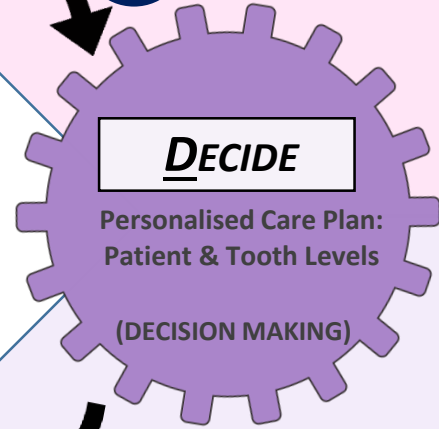 DECIDE
Personalised Care Plan:
Patient & Tooth Levels
(DECISION MAKING)